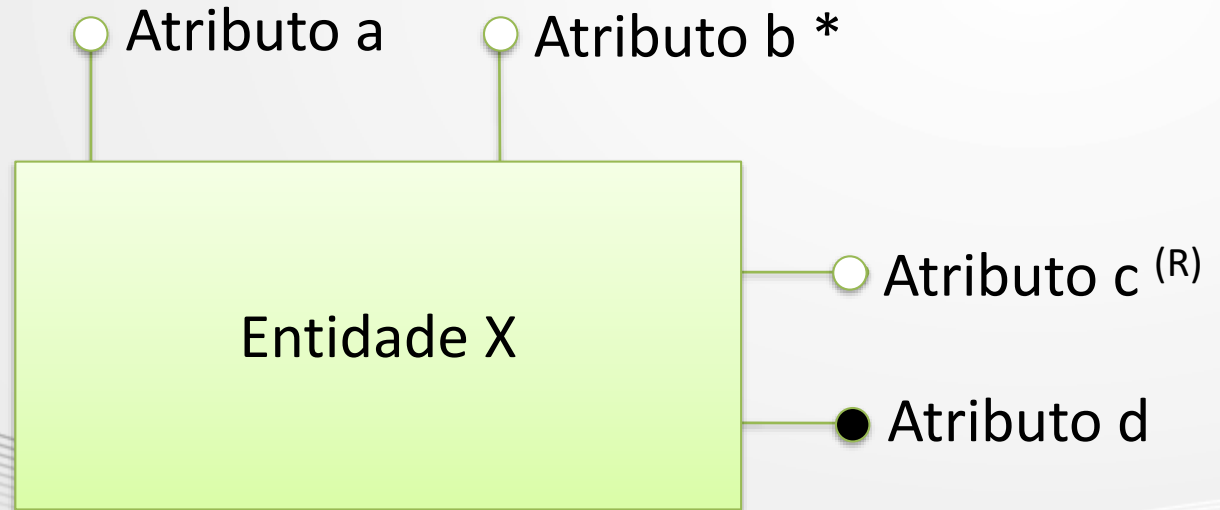 Atributo a
Atributo b *
Atributo c (R)
Entidade X
Atributo d